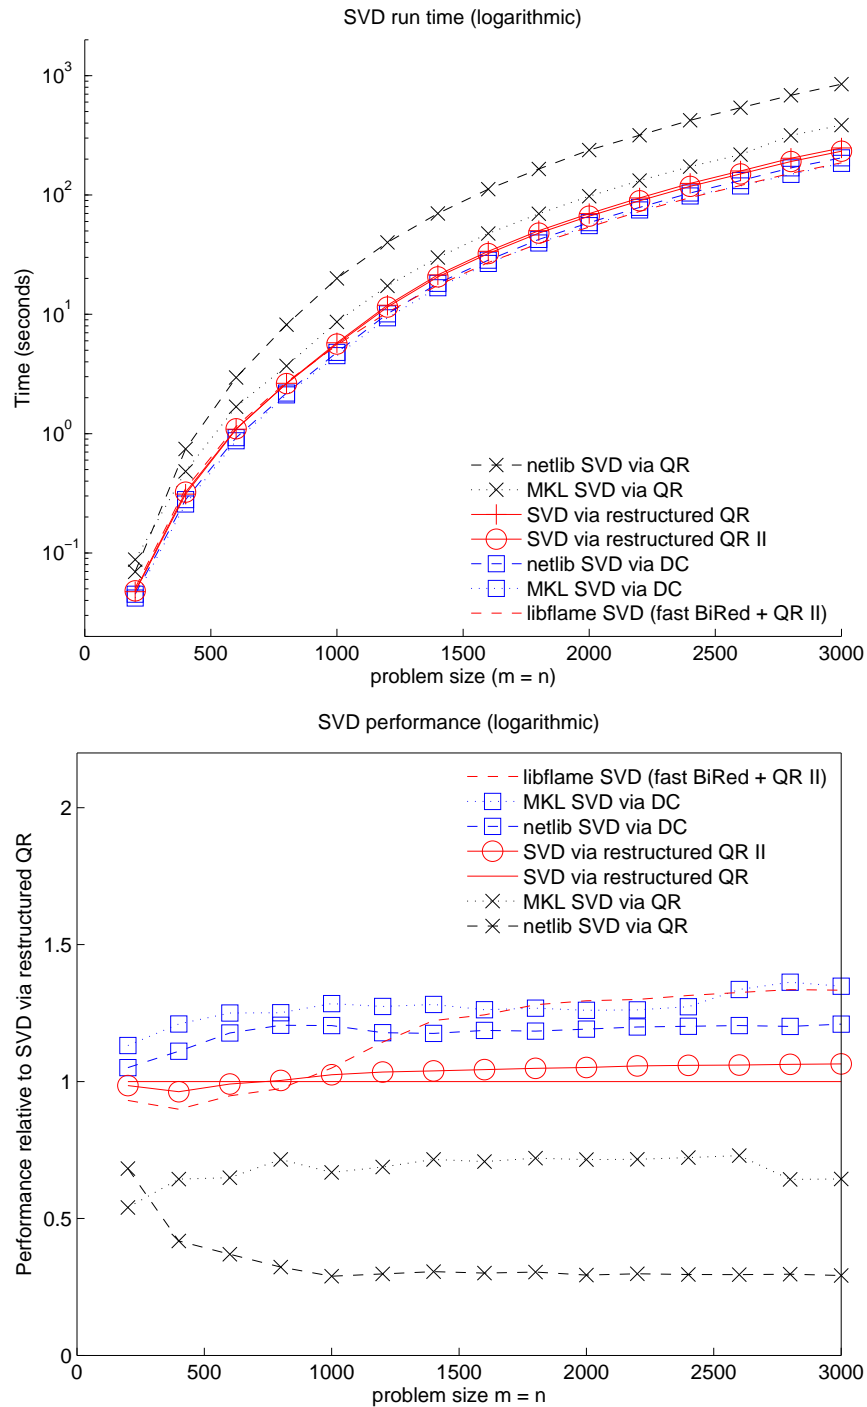 SVD run time (logarithmic)
Time (seconds)
10^3
10^2
10^1
10^0
10^−1
netlib SVD via QR
MKL SVD via QR
SVD via restructured QR
SVD via restructured QR II
netlib SVD via DC
MKL SVD via DC
libflame SVD (fast BiRed + QR II)
0 500 1000 1500 2000 2500 3000
problem size (m = n)
SVD performance (logarithmic)
Performance relative to SVD via restructured QR
2
1.5
1
0.5
0
libflame SVD (fast BiRed + QR II)
MKL SVD via DC
netlib SVD via DC
SVD via restructured QR II
SVD via restructured QR
MKL SVD via QR
netlib SVD via QR
0 500 1000 1500 2000 2500 3000
problem size m = n